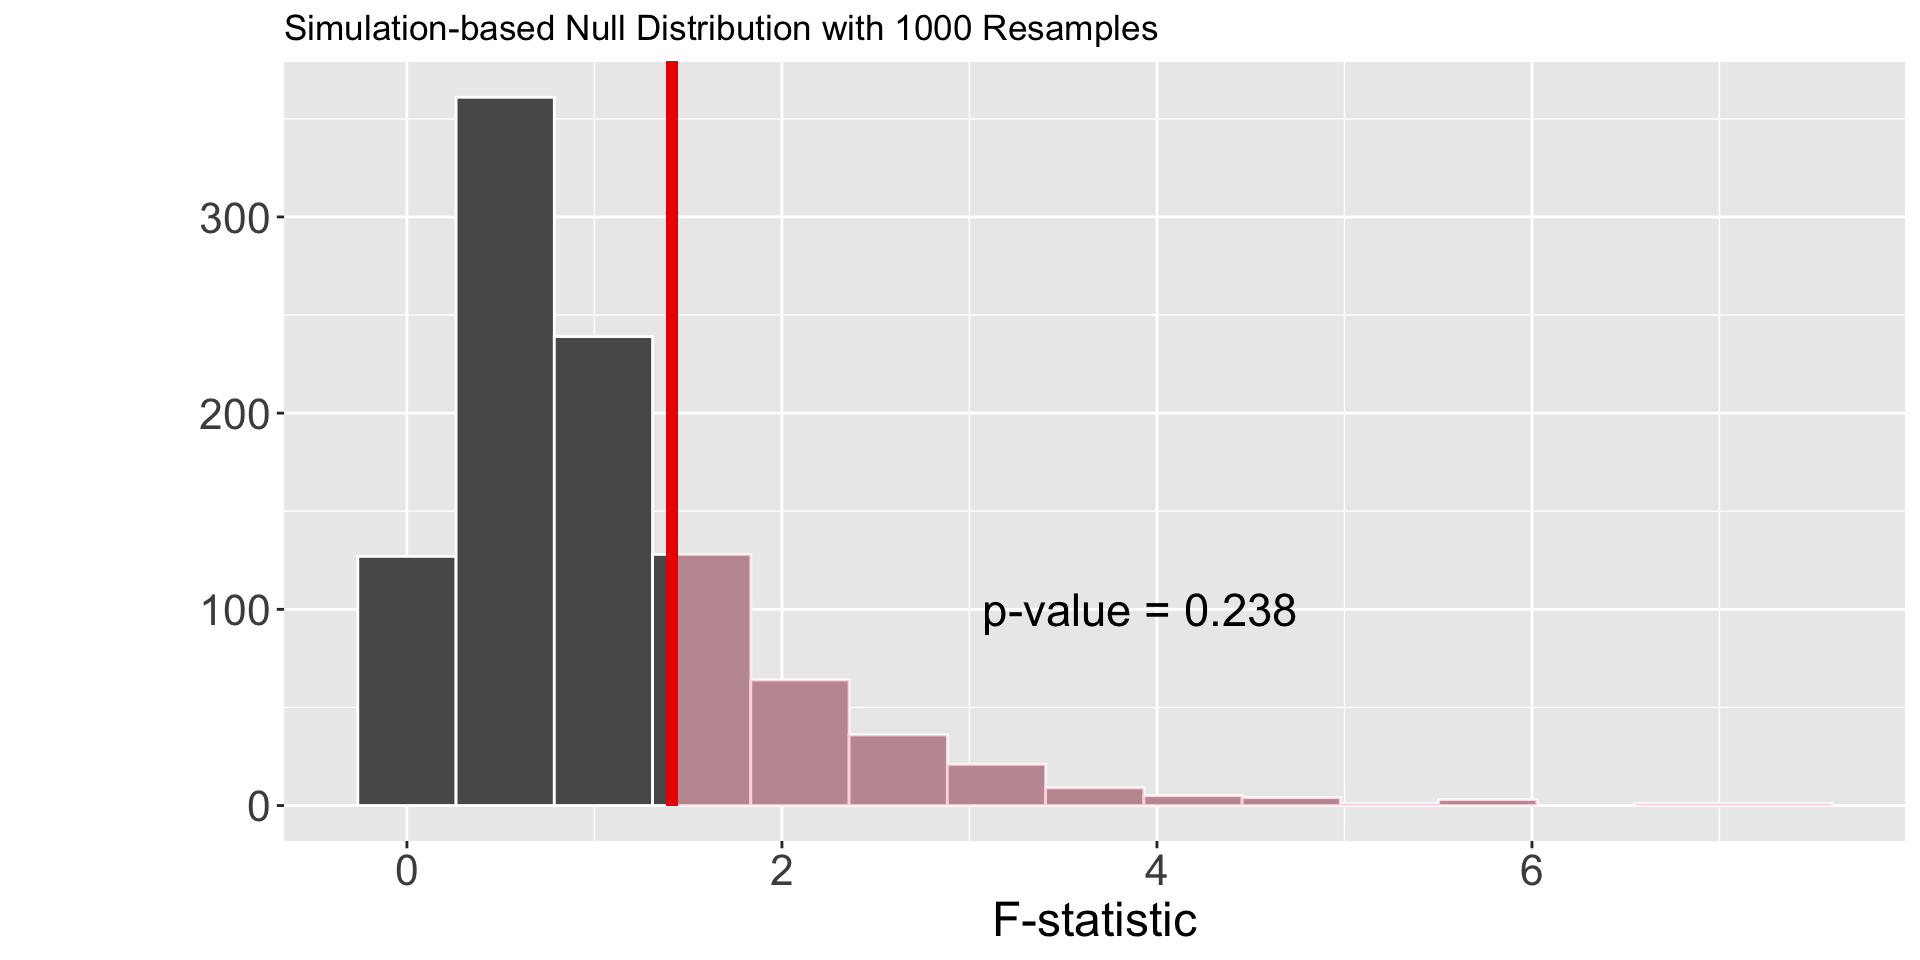 Simulation-based Null Distribution with 1000 Resamples
300
200
100
0
p-value = 0.238
0 2 4 6
F-statistic